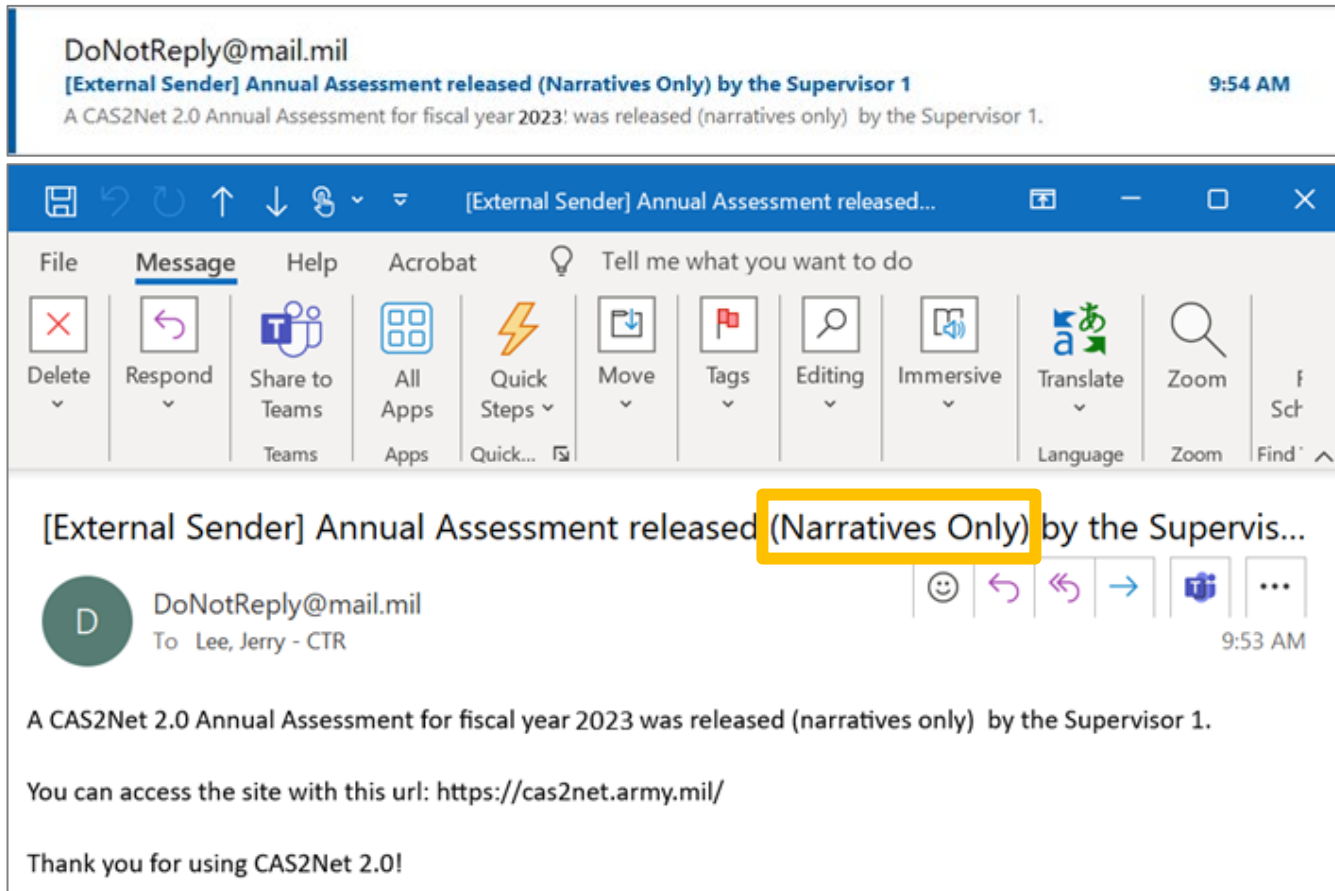 DoNotReply@mail.mil
[External Sender] Annual Assessment released (Narratives Only) by the Supervisor 1 9:54 AM
A CAS2Net 2.0 Annual Assessment for fiscal year 2023 was released (narratives only) by the Supervisor 1.
[External Sender] Annual Assessment released...
File Message Help Acrobat Tell me what you want to do
Delete Respond Share to Teams All Apps Quick Steps Move Tags Editing Immersive Translate Zoom
Teams Apps Quick... Language Zoom Find
[External Sender] Annual Assessment released (Narratives Only) by the Supervis...
D
DoNotReply@mail.mil
To Lee, Jerry - CTR
9:53 AM
A CAS2Net 2.0 Annual Assessment for fiscal year 2023 was released (narratives only) by the Supervisor 1.
You can access the site with this url: https://cas2net.army.mil/
Thank you for using CAS2Net 2.0!